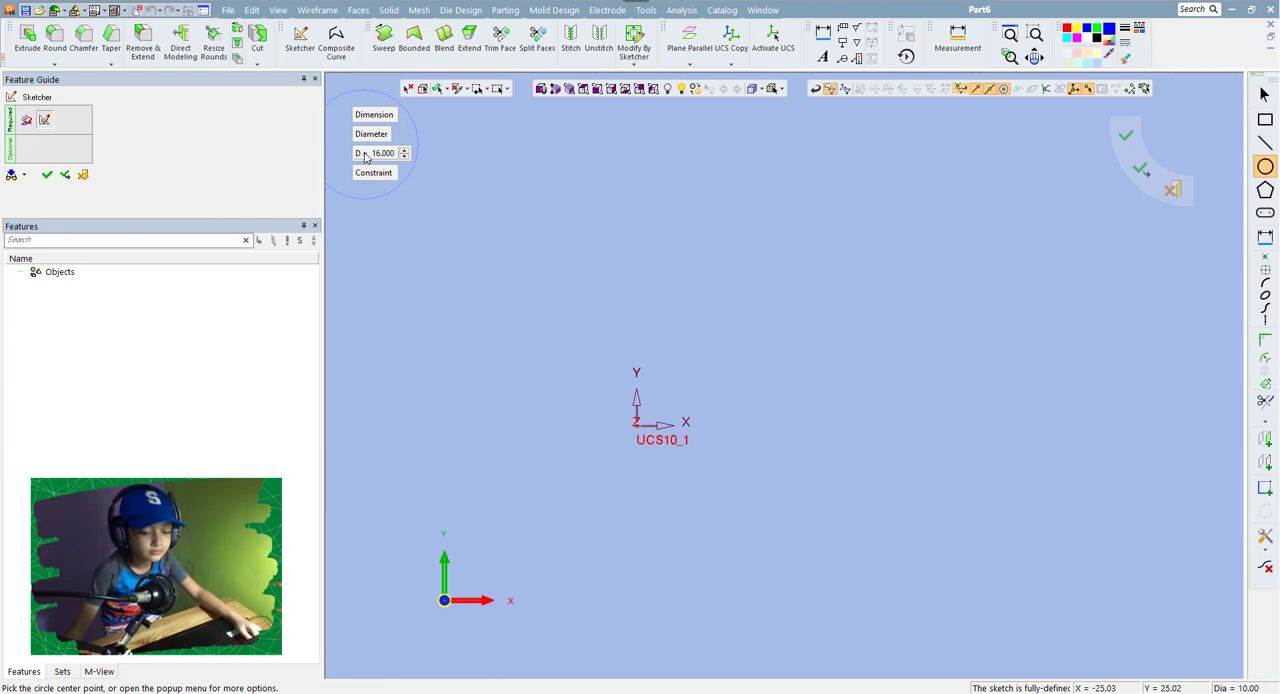 File Edit View Wireframe Faces Solid Mesh Die Design Parting Mold Design Electrode Tools Analysis Catalog Window Part6 Search
Extrude Round Chamfer Taper Remove & Extend Direct Modeling Resize Rounds Cut Sketcher Composite Curve Sweep Bounded Blend Extend Trim Face Split Faces Stitch Unstitch Modify By Sketcher Plane Parallel UCS Copy Activate UCS Measurement
Feature Guide
Sketcher
Required
Optional
Features
Search
S
Name
Objects
Dimension
Diameter
D = 16.000
Constraint
Y
X
Z
UCS10_1
Y
X
S
Features Sets M-View
Pick the circle center point, or open the popup menu for more options. The sketch is fully-defined X = -25.03 Y = 25.02 Dia = 10.00